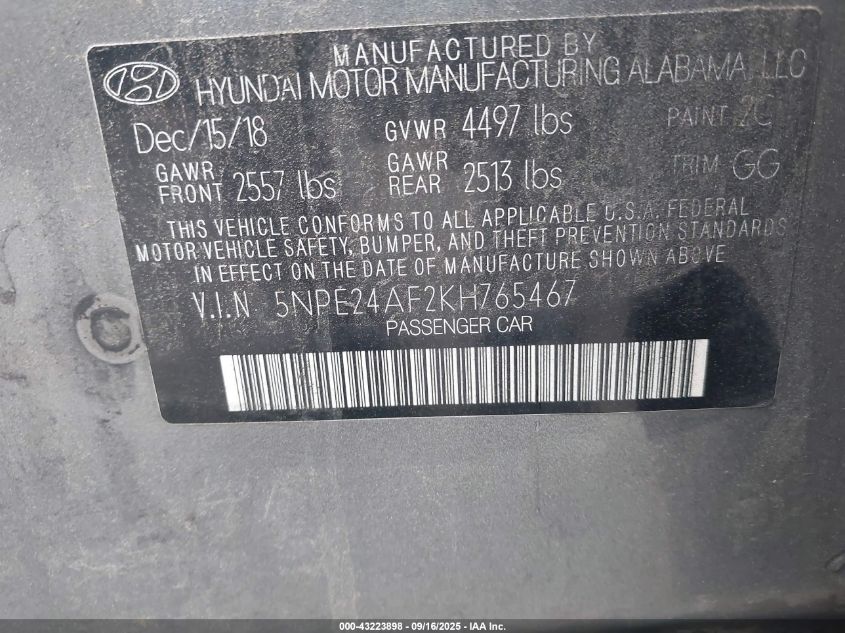 MANUFACTURED BY
HYUNDAI MOTOR MANUFACTURING ALABAMA, LLC
Dec/15/18 GVWR 4497 lbs PAINT 2C
GAWR FRONT 2557 lbs GAWR REAR 2513 lbs TRIM GG
THIS VEHICLE CONFORMS TO ALL APPLICABLE U.S.A. FEDERAL
MOTOR VEHICLE SAFETY, BUMPER, AND THEFT PREVENTION STANDARDS
IN EFFECT ON THE DATE OF MANUFACTURE SHOWN ABOVE
V.I.N 5NPE24AF2KH765467
PASSENGER CAR
000-43223898 - 09/16/2025 - IAA Inc.